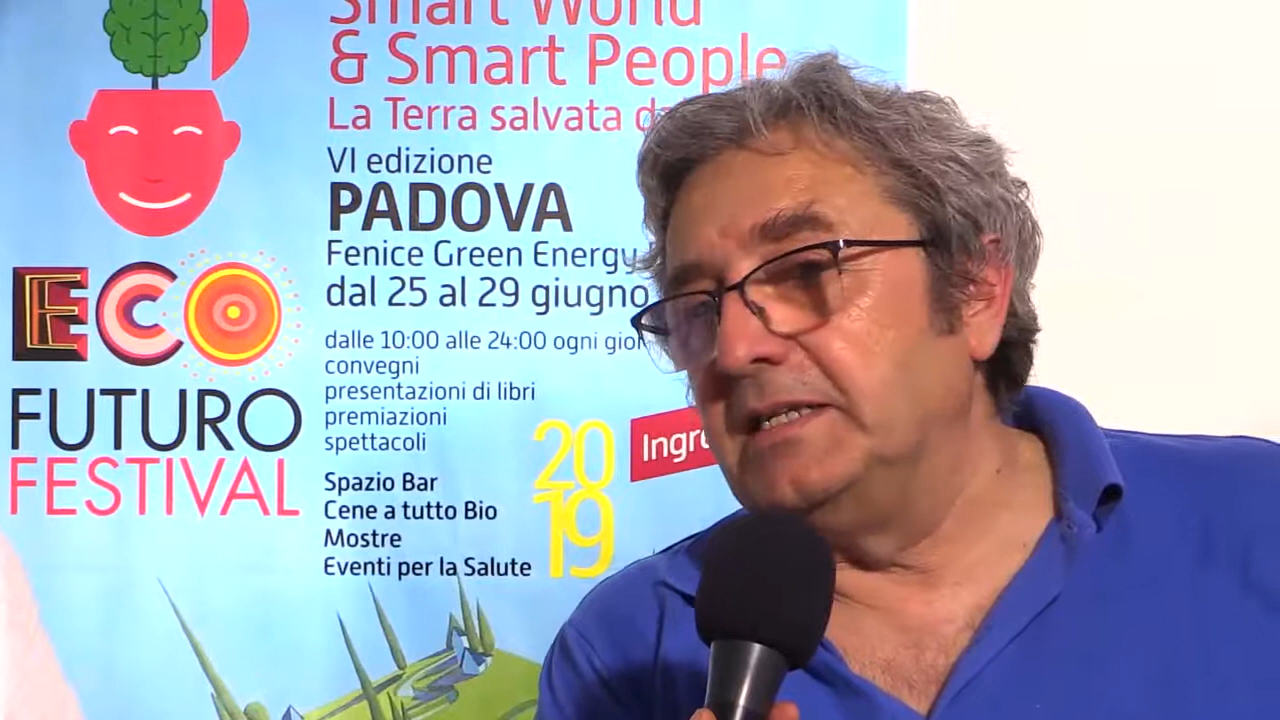 Smart World
& Smart People
La Terra salvata
VI edizione
PADOVA
Fenice Green Energy
dal 25 al 29 giugno
dalle 10:00 alle 24:00 ogni
convegni
presentazioni di libri
premiazioni
spettacoli
2019
Spazio Bar
Cene a tutto Bio
Mostre
Eventi per la Salute
ECO
FUTURO
FESTIVAL